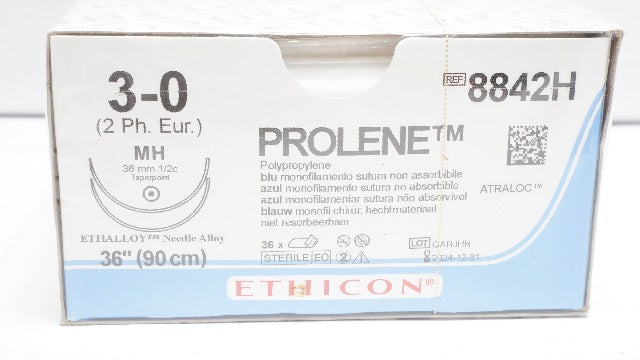 3-0
(2 Ph. Eur.)
MH
36 mm 1/2c
Taperpoint
ETHALLOY™ Needle Alloy
36" (90 cm)
REF 8842H
PROLENE™
Polypropylene
blu monofilamento sutura non assorbibile
azul monofilamento sutura no absorbible
azul monofilamentar sutura não absorvível
blauw monofil chirur. hechtmateriaal
niet resorbeerbaar
ATRALOC™
36 x
STERILE EO
LOT
ETHICON®